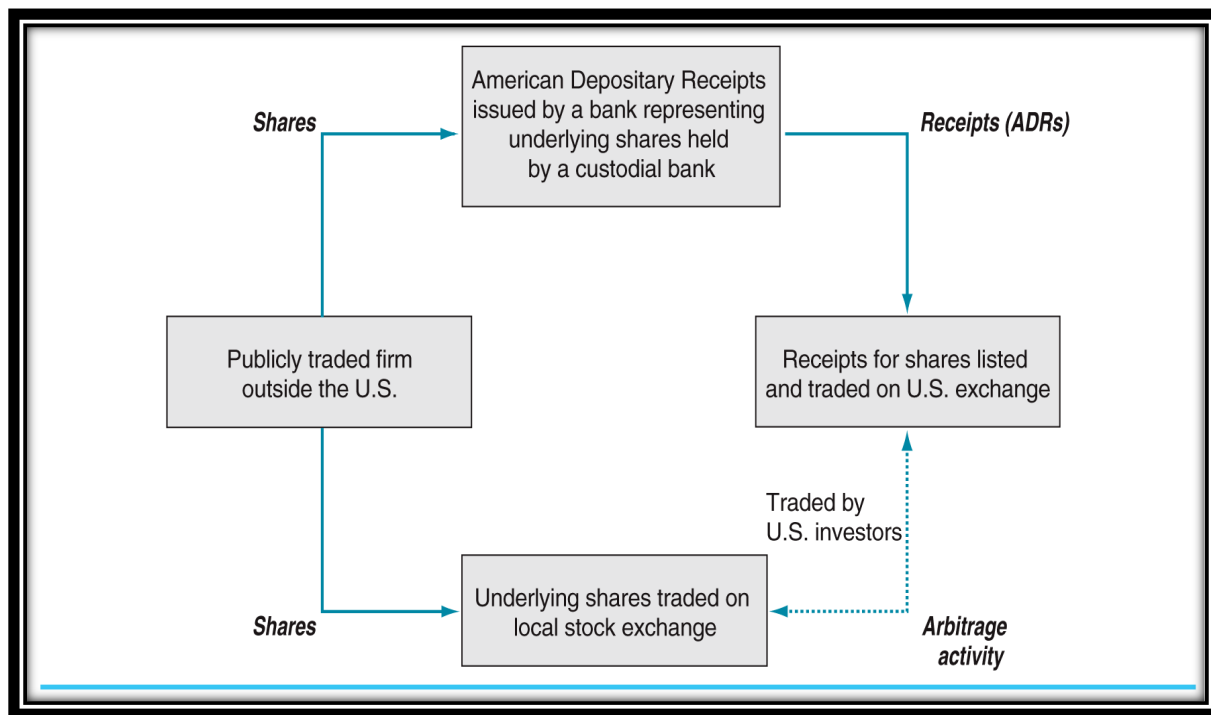 American Depositary Receipts
issued by a bank representing
underlying shares held
by a custodial bank
Shares
Receipts (ADRs)
Publicly traded firm
outside the U.S.
Receipts for shares listed
and traded on U.S. exchange
Traded by
U.S. investors
Underlying shares traded on
local stock exchange
Shares
Arbitrage
activity